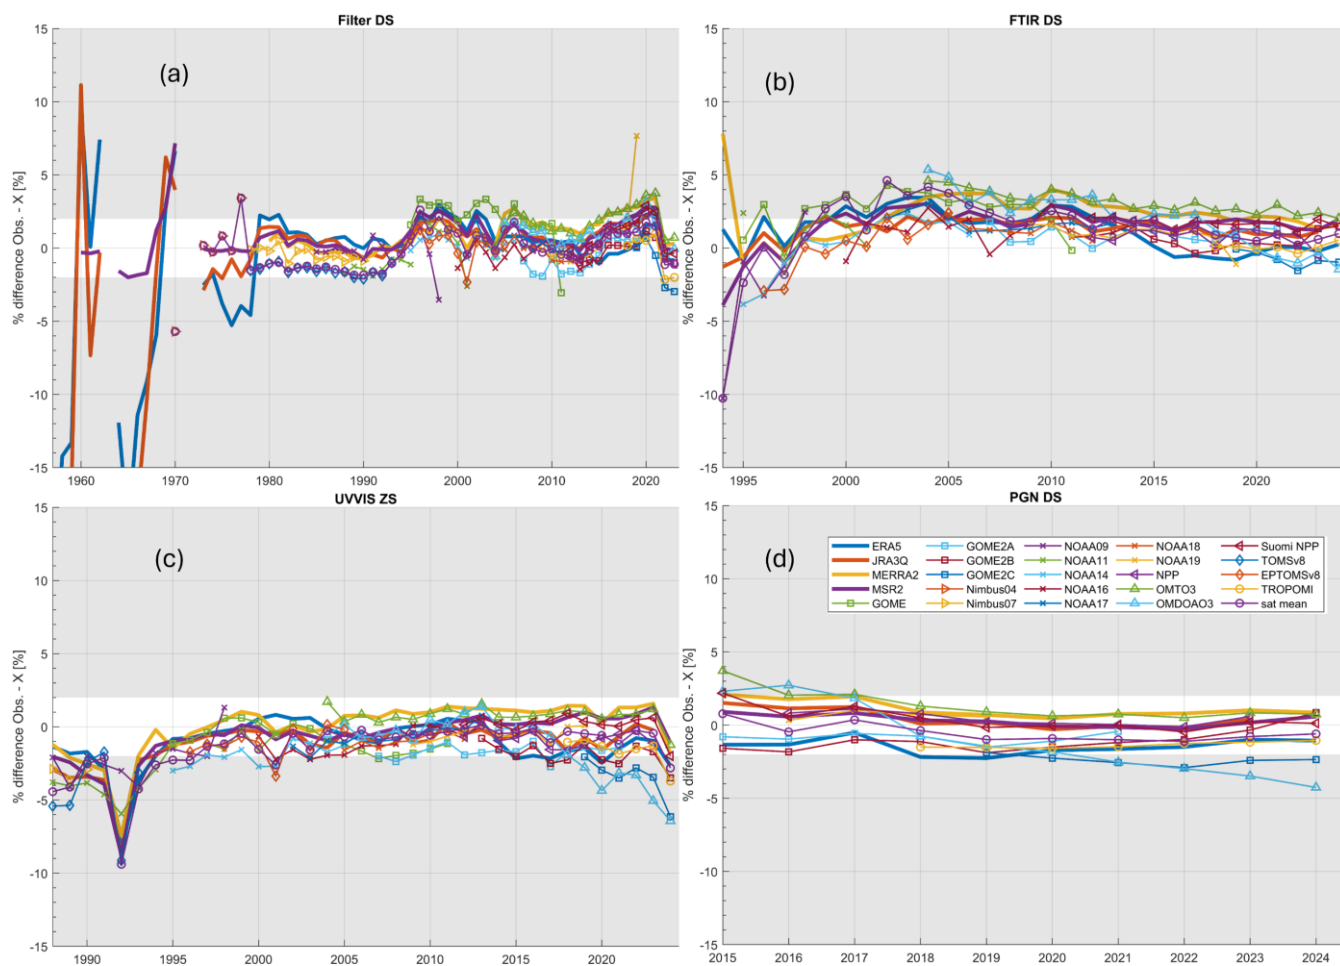 Filter DS
(a)
% difference Obs. - X [%]
15
10
5
0
-5
-10
-15
1960
1970
1980
1990
2000
2010
2020
FTIR DS
(b)
% difference Obs. - X [%]
15
10
5
0
-5
-10
-15
1995
2000
2005
2010
2015
2020
UVVIS ZS
(c)
% difference Obs. - X [%]
15
10
5
0
-5
-10
-15
1990
1995
2000
2005
2010
2015
2020
PGN DS
(d)
% difference Obs. - X [%]
15
10
5
0
-5
-10
-15
2015
2016
2017
2018
2019
2020
2021
2022
2023
2024
ERA5
JRA3Q
MERRA2
MSR2
GOME
GOME2A
GOME2B
GOME2C
Nimbus04
Nimbus07
NOAA09
NOAA11
NOAA14
NOAA16
NOAA17
NOAA18
NOAA19
NPP
OMTO3
OMDOAO3
Suomi NPP
TOMSv8
EPTOMSv8
TROPOMI
sat mean